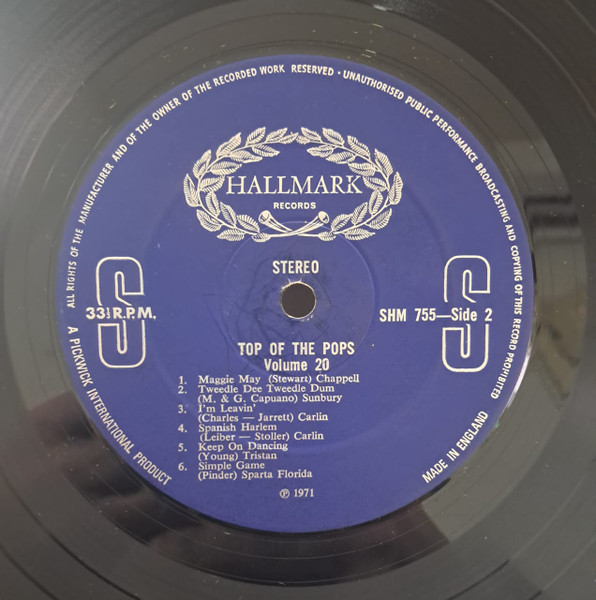 ALL RIGHTS OF THE MANUFACTURER AND OF THE OWNER OF THE RECORDED WORK RESERVED · UNAUTHORISED PUBLIC PERFORMANCE BROADCASTING AND COPYING OF THIS RECORD PROHIBITED
HALLMARK
RECORDS
STEREO
S
S
33⅓ R.P.M.
SHM 755—Side 2
TOP OF THE POPS
Volume 20
1. Maggie May (Stewart) Chappell
2. Tweedle Dee Tweedle Dum
(M. & G. Capuano) Sunbury
3. I'm Leavin'
(Charles — Jarrett) Carlin
4. Spanish Harlem
(Leiber — Stoller) Carlin
5. Keep On Dancing
(Young) Tristan
6. Simple Game
(Pinder) Sparta Florida
℗ 1971
A PICKWICK INTERNATIONAL PRODUCT
MADE IN ENGLAND